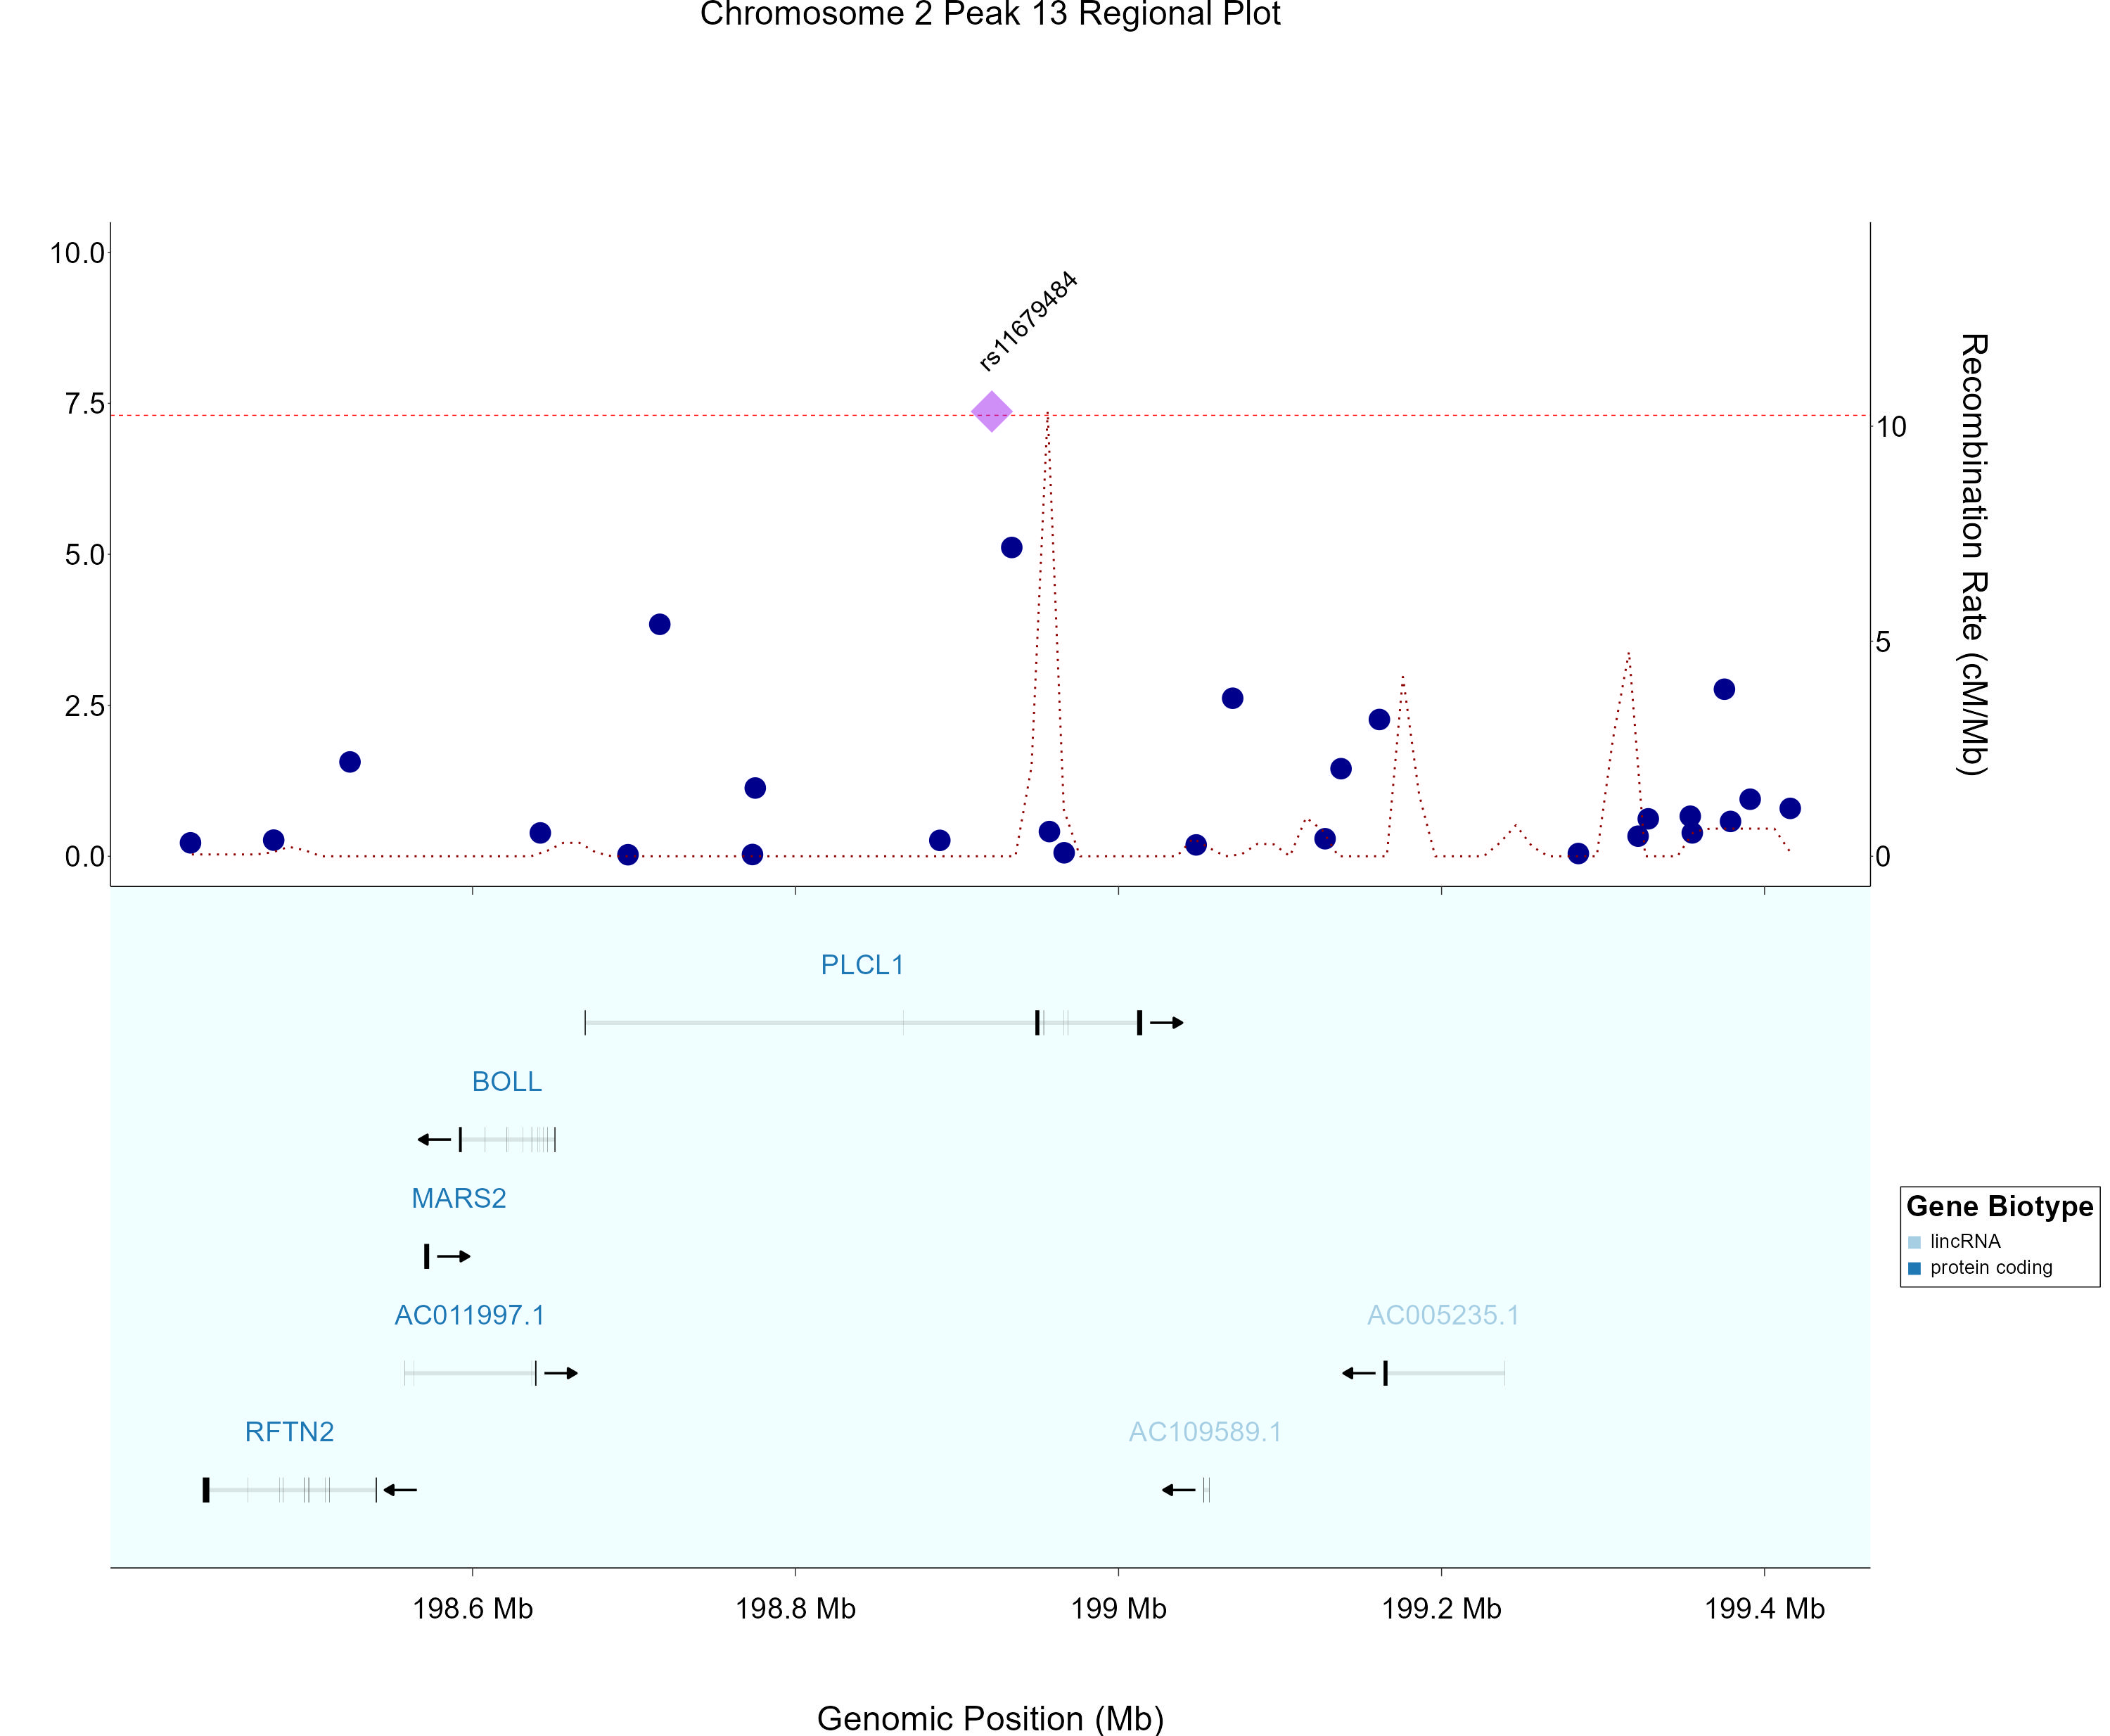 Chromosome 2 Peak 13 Regional Plot
10.0
7.5
5.0
2.5
0.0
rs11679484
10
5
0
Recombination Rate (cM/Mb)
PLCL1
BOLL
MARS2
AC011997.1
AC005235.1
RFTN2
AC109589.1
Gene Biotype
lincRNA
protein coding
198.6 Mb
198.8 Mb
199 Mb
199.2 Mb
199.4 Mb
Genomic Position (Mb)